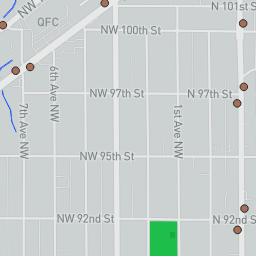 N 101st S
NW
QFC
NW 100th St
6th Ave NW
NW 97th St
N 97th St
7th Ave NW
1st Ave NW
NW 95th St
NW 92nd St
N 92nd St